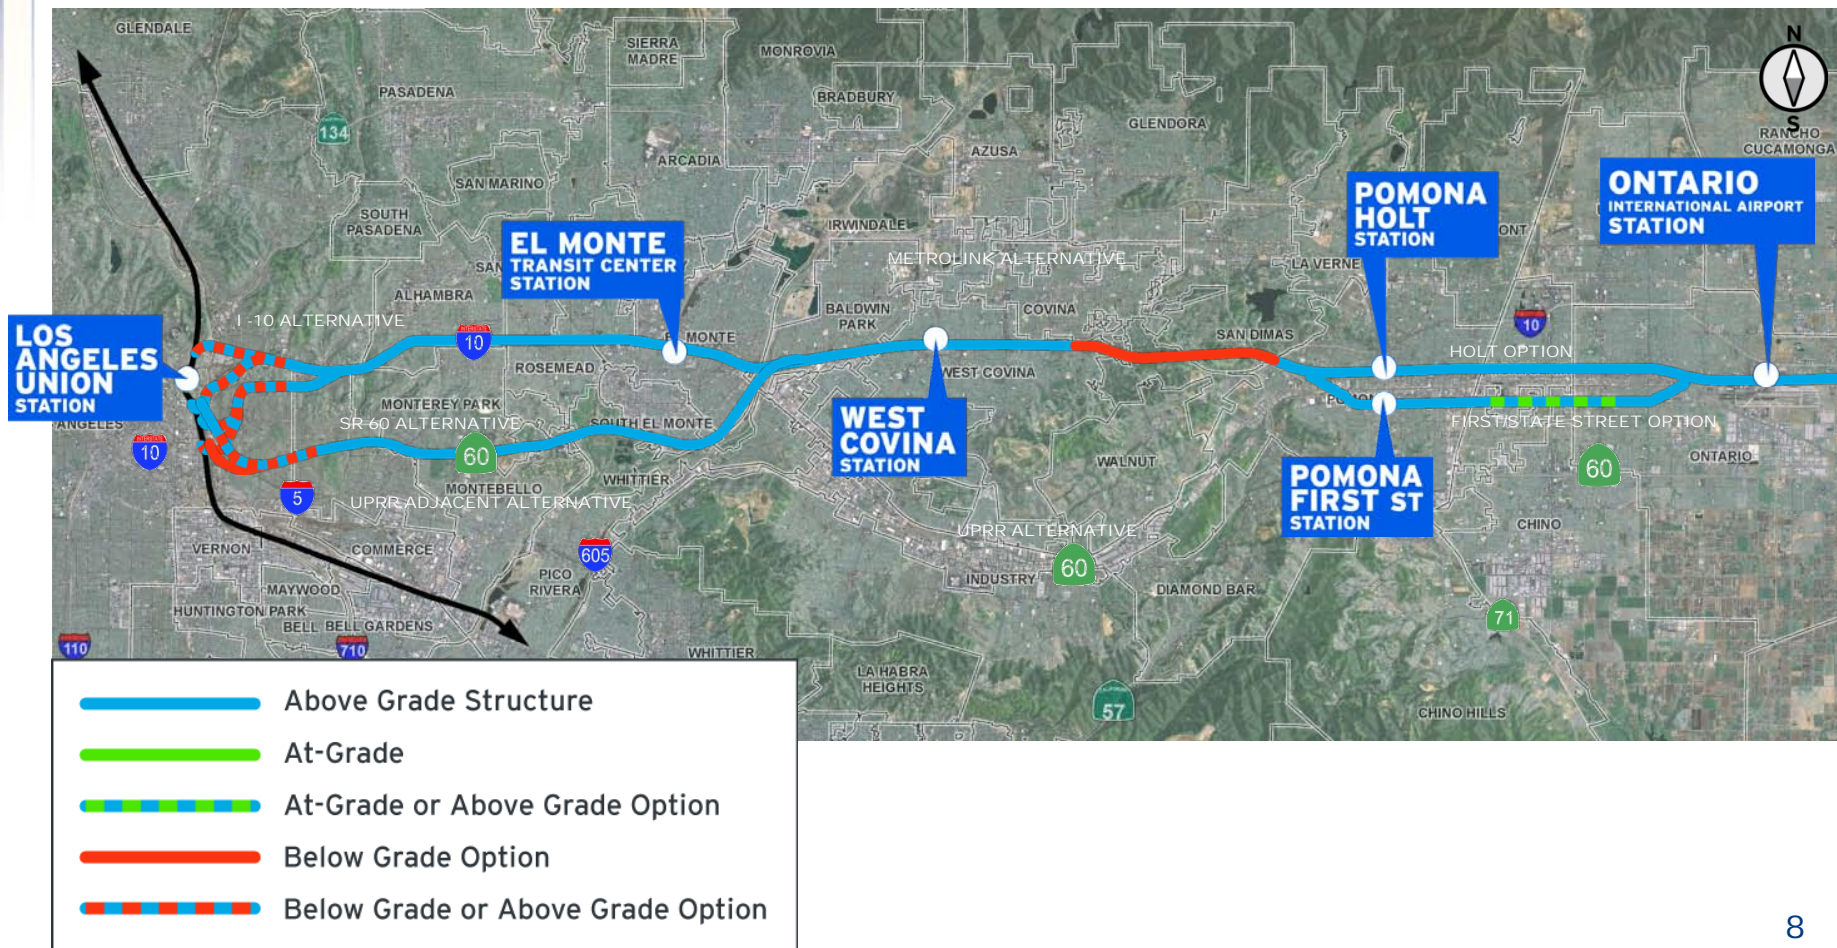 GLENDALE
SIERRA
MADRE
MONROVIA
N
S
PASADENA
134
BRADBURY
GLENDORA
RANCHO
CUCAMONGA
ARCADIA
AZUSA
SAN MARINO
SOUTH
PASADENA
IRWINDALE
POMONA
HOLT
STATION
ONTARIO
INTERNATIONAL AIRPORT
STATION
ONT
EL MONTE
TRANSIT CENTER
STATION
SAN
METROLINK ALTERNATIVE
LA VERNE
ALHAMBRA
BALDWIN
PARK
COVINA
I -10 ALTERNATIVE
10
MONTE
SAN DIMAS
10
LOS
ANGELES
UNION
STATION
ANGELES
HOLT OPTION
ROSEMEAD
WEST COVINA
MONTEREY PARK
SR 60 ALTERNATIVE
SOUTH EL MONTE
WEST
COVINA
STATION
FIRST/STATE STREET OPTION
10
60
WALNUT
60
ONTARIO
5
MONTEBELLO
WHITTIER
UPRR ADJACENT ALTERNATIVE
POMONA
FIRST ST
STATION
UPRR ALTERNATIVE
CHINO
VERNON
COMMERCE
605
60
INDUSTRY
PICO
RIVERA
DIAMOND BAR
MAYWOOD
HUNTINGTON PARK
BELL
BELL GARDENS
71
110
710
WHITTIER
LA HABRA
HEIGHTS
57
CHINO HILLS
Above Grade Structure
At-Grade
At-Grade or Above Grade Option
Below Grade Option
Below Grade or Above Grade Option
8